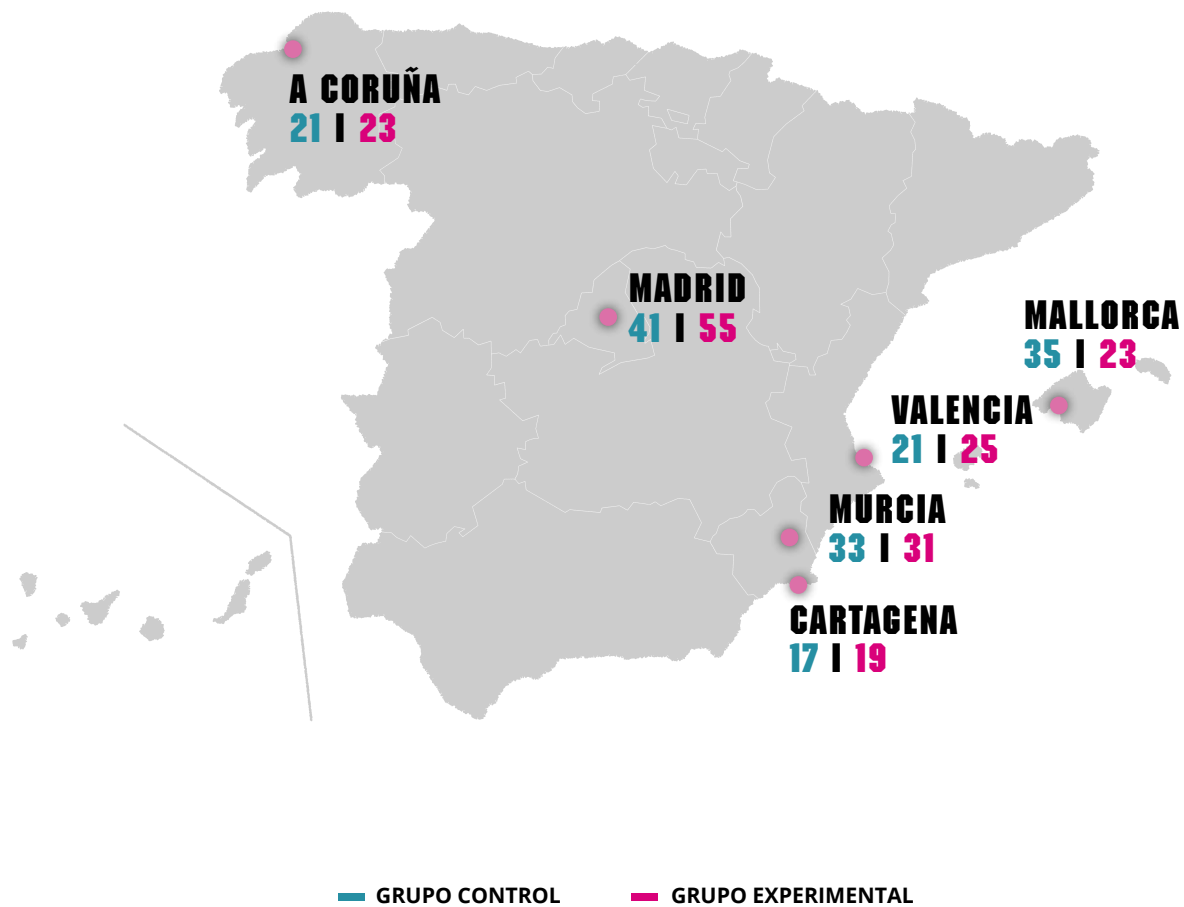 A CORUÑA
21 | 23
MADRID
41 | 55
MALLORCA
35 | 23
VALENCIA
21 | 25
MURCIA
33 | 31
CARTAGENA
17 | 19
GRUPO CONTROL
GRUPO EXPERIMENTAL